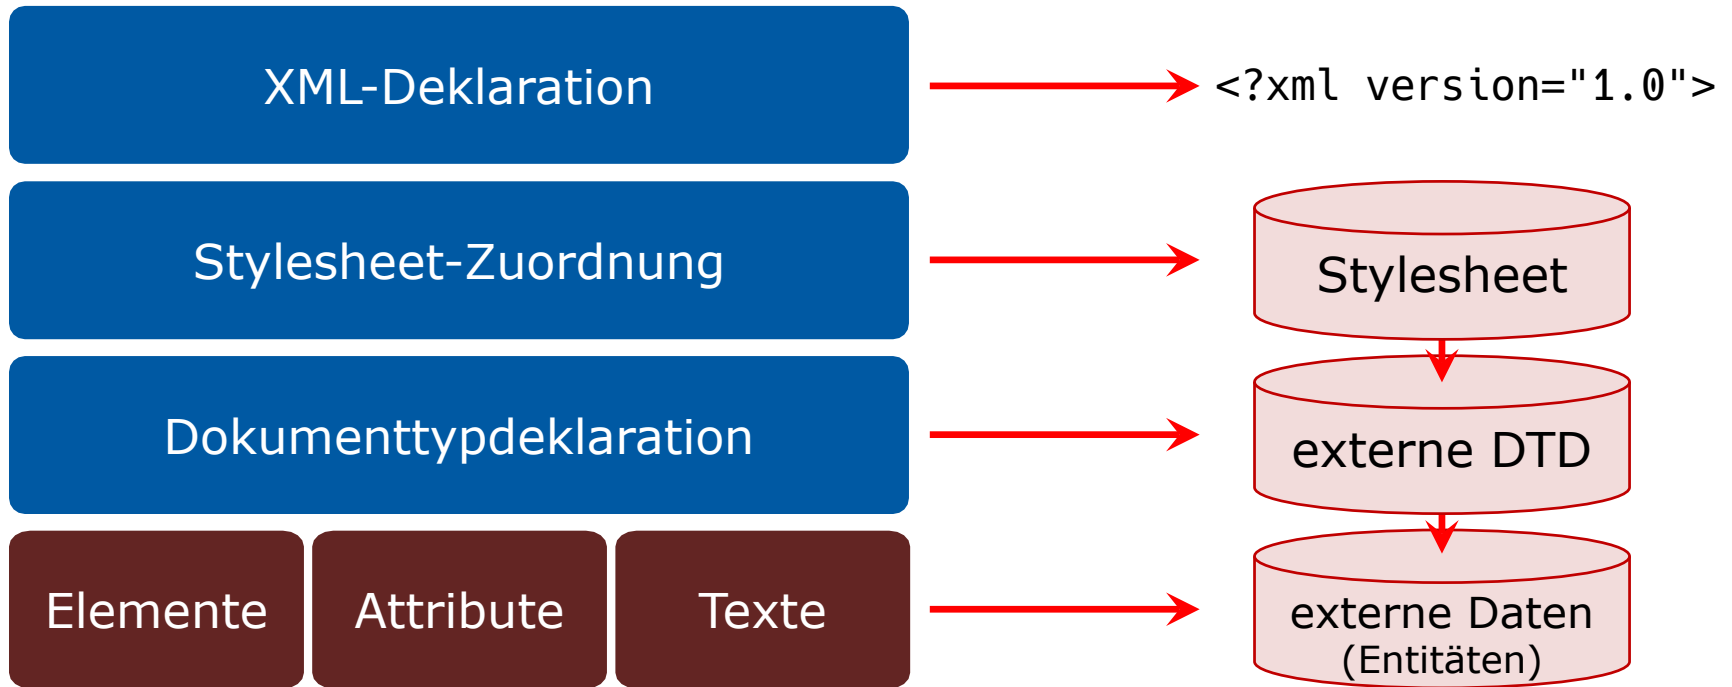 XML-Deklaration
<?xml version="1.0">
Stylesheet-Zuordnung
Stylesheet
Dokumenttypdeklaration
externe DTD
Elemente
Attribute
Texte
externe Daten
(Entitäten)